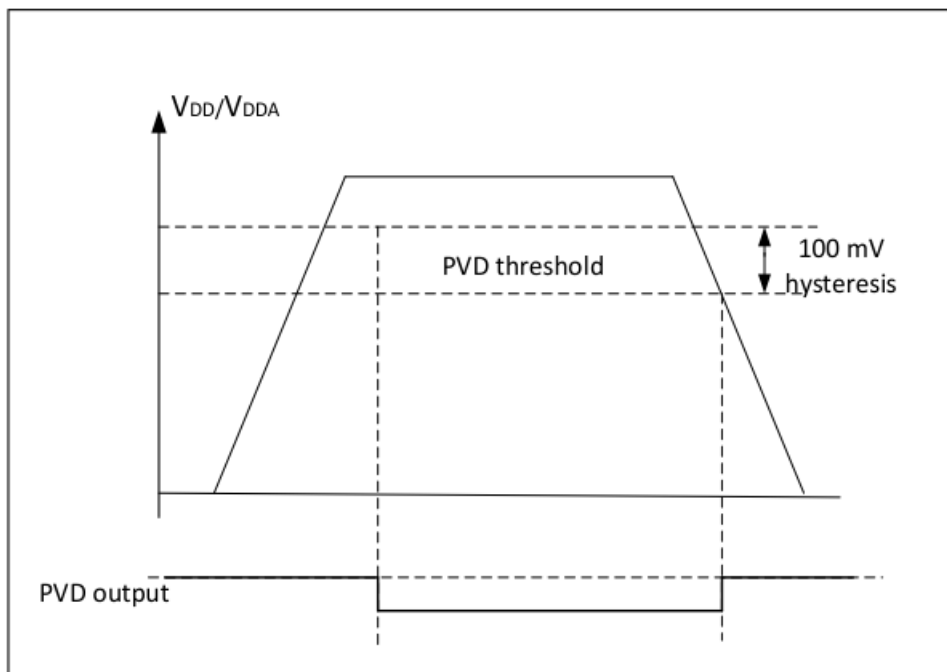 VDD/VDDA
PVD threshold
100 mV
hysteresis
PVD output